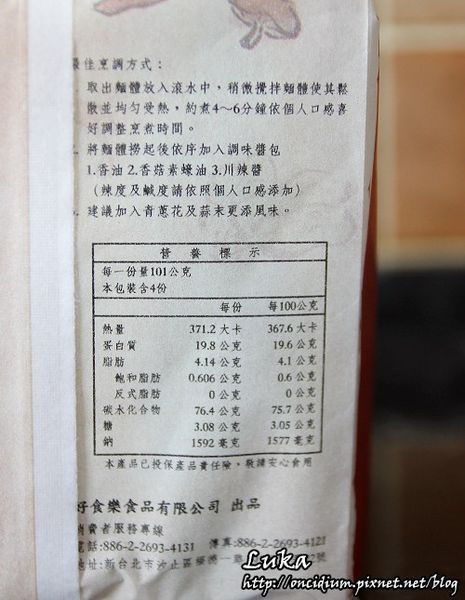 最佳烹調方式：
取出麵體放入滾水中，稍微攪拌麵體使其鬆
散並均勻受熱，約煮4～6分鐘依個人口感喜
好調整烹煮時間。
將麵體撈起後依序加入調味醬包
1.香油 2.香菇素蠔油 3.川辣醬
（辣度及鹹度請依照個人口感添加）
建議加入青蔥花及蒜末更添風味。
營 養 標 示
每一份量101公克
本包裝含4份
每份 每100公克
熱量 371.2 大卡 367.6 大卡
蛋白質 19.8 公克 19.6 公克
脂肪 4.14 公克 4.1 公克
飽和脂肪 0.606 公克 0.6 公克
反式脂肪 0 公克 0 公克
碳水化合物 76.4 公克 75.7 公克
糖 3.08 公克 3.05 公克
鈉 1592 毫克 1577 毫克
本產品已投保產品責任險，敬請安心食用
好食樂食品有限公司 出品
消費者服務專線
電話:886-2-2693-4131 傳真:886-2-2693-4121
地址:新台北市汐止區 一路
Luka
http://oncidium.pixnet.net/blog